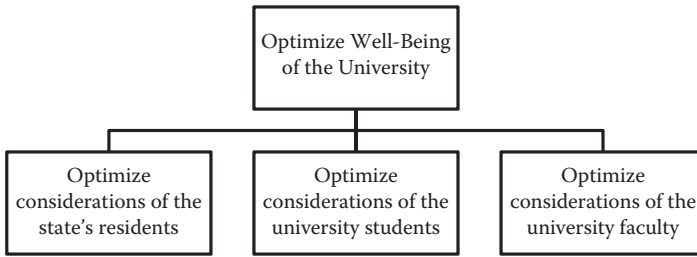 Optimize Well-Being
of the University
Optimize
considerations of the
state's residents
Optimize
considerations of the
university students
Optimize
considerations of the
university faculty